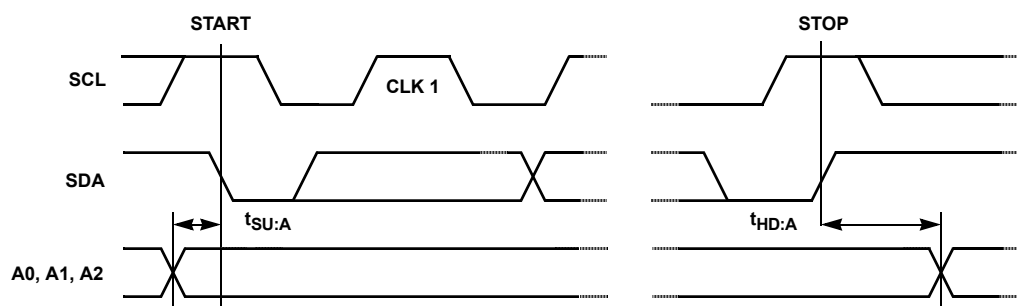 START
STOP
SCL
CLK 1
SDA
tSU:A
tHD:A
A0, A1, A2